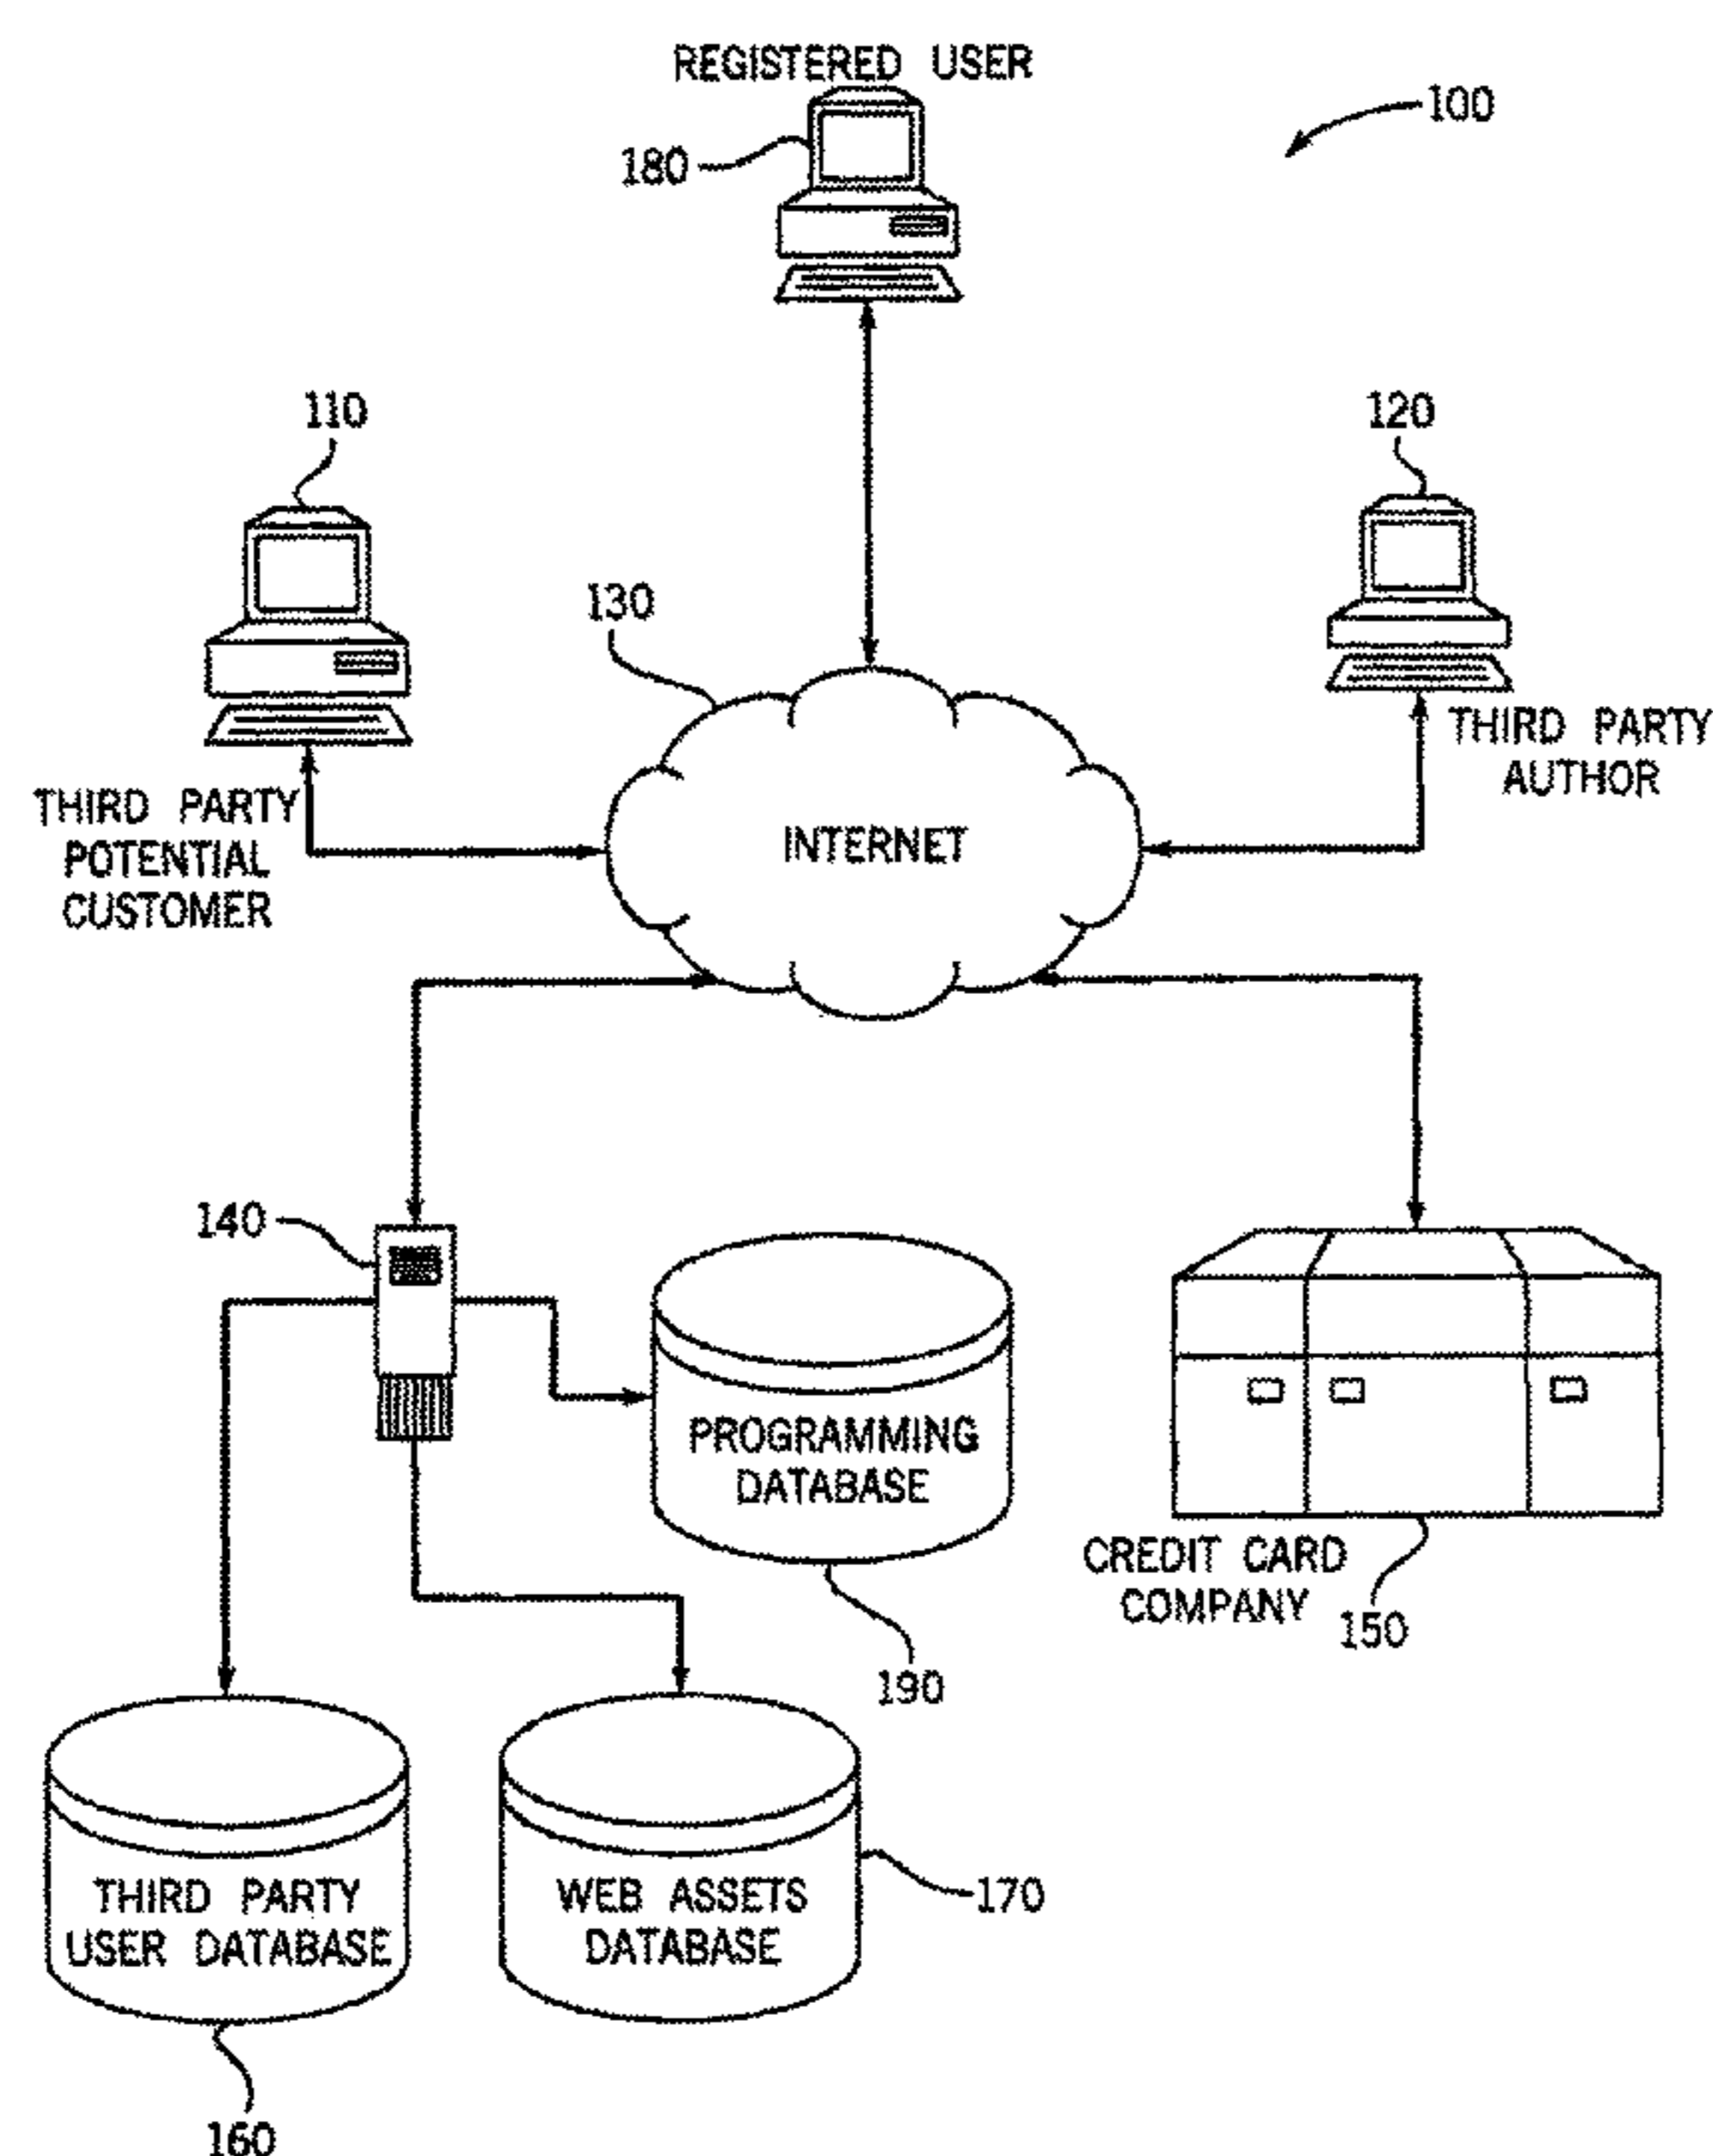 REGISTERED USER
100
180
110
120
130
THIRD PARTY
AUTHOR
THIRD PARTY
POTENTIAL
CUSTOMER
INTERNET
140
PROGRAMMING
DATABASE
CREDIT CARD
COMPANY
150
190
THIRD PARTY
USER DATABASE
WEB ASSETS
DATABASE
170
160